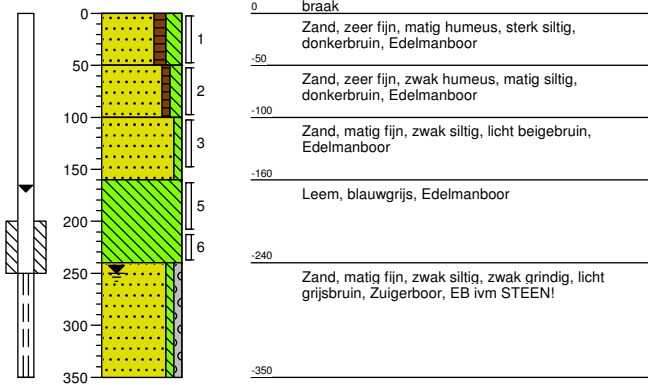 0
50
100
150
200
250
300
350
1
2
3
5
6
0
braak
Zand, zeer fijn, matig humeus, sterk siltig,
donkerbruin, Edelmanboor
-50
Zand, zeer fijn, zwak humeus, matig siltig,
donkerbruin, Edelmanboor
-100
Zand, matig fijn, zwak siltig, licht beigebruin,
Edelmanboor
-160
Leem, blauwgrijs, Edelmanboor
-240
Zand, matig fijn, zwak siltig, zwak grindig, licht
grijsbruin, Zuigerboor, EB ivm STEEN!
-350